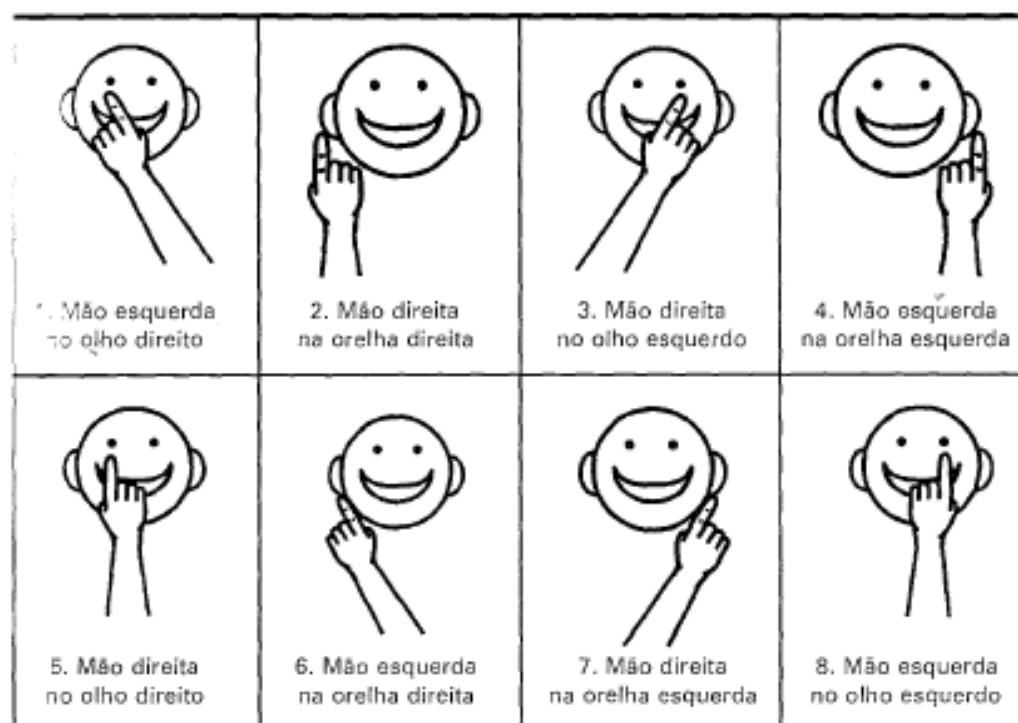 1. Mão esquerda
no olho direito
2. Mão direita
na orelha direita
3. Mão direita
no olho esquerdo
4. Mão esquerda
na orelha esquerda
5. Mão direita
no olho direito
6. Mão esquerda
na orelha direita
7. Mão direita
na orelha esquerda
8. Mão esquerda
no olho esquerdo